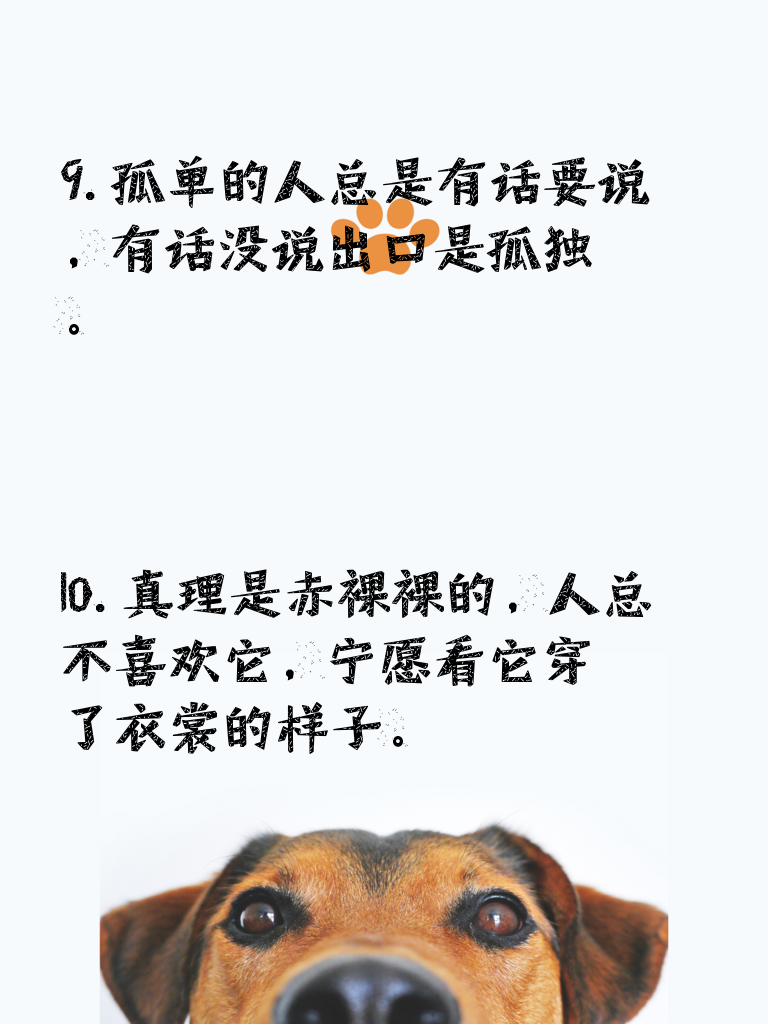 9. 孤单的人总是有话要说
，有话没说出口是孤独
。
10. 真理是赤裸裸的，人总
不喜欢它，宁愿看它穿
了衣裳的样子。